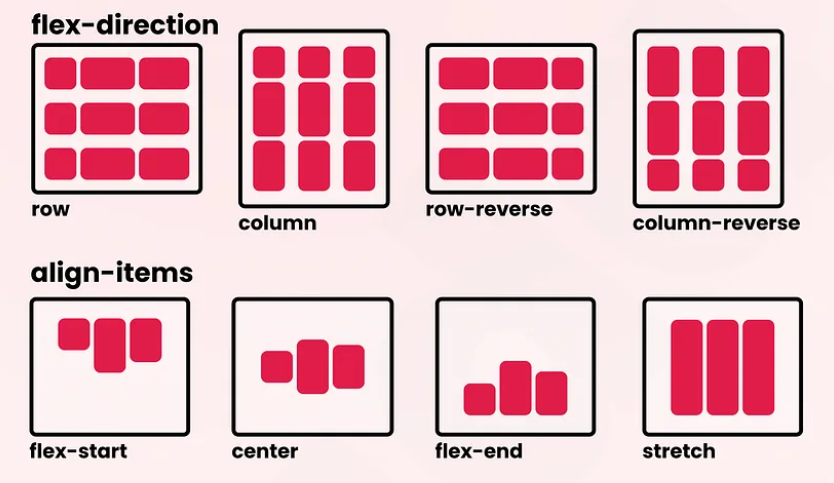 flex-direction
row
column
row-reverse
column-reverse
align-items
flex-start
center
flex-end
stretch